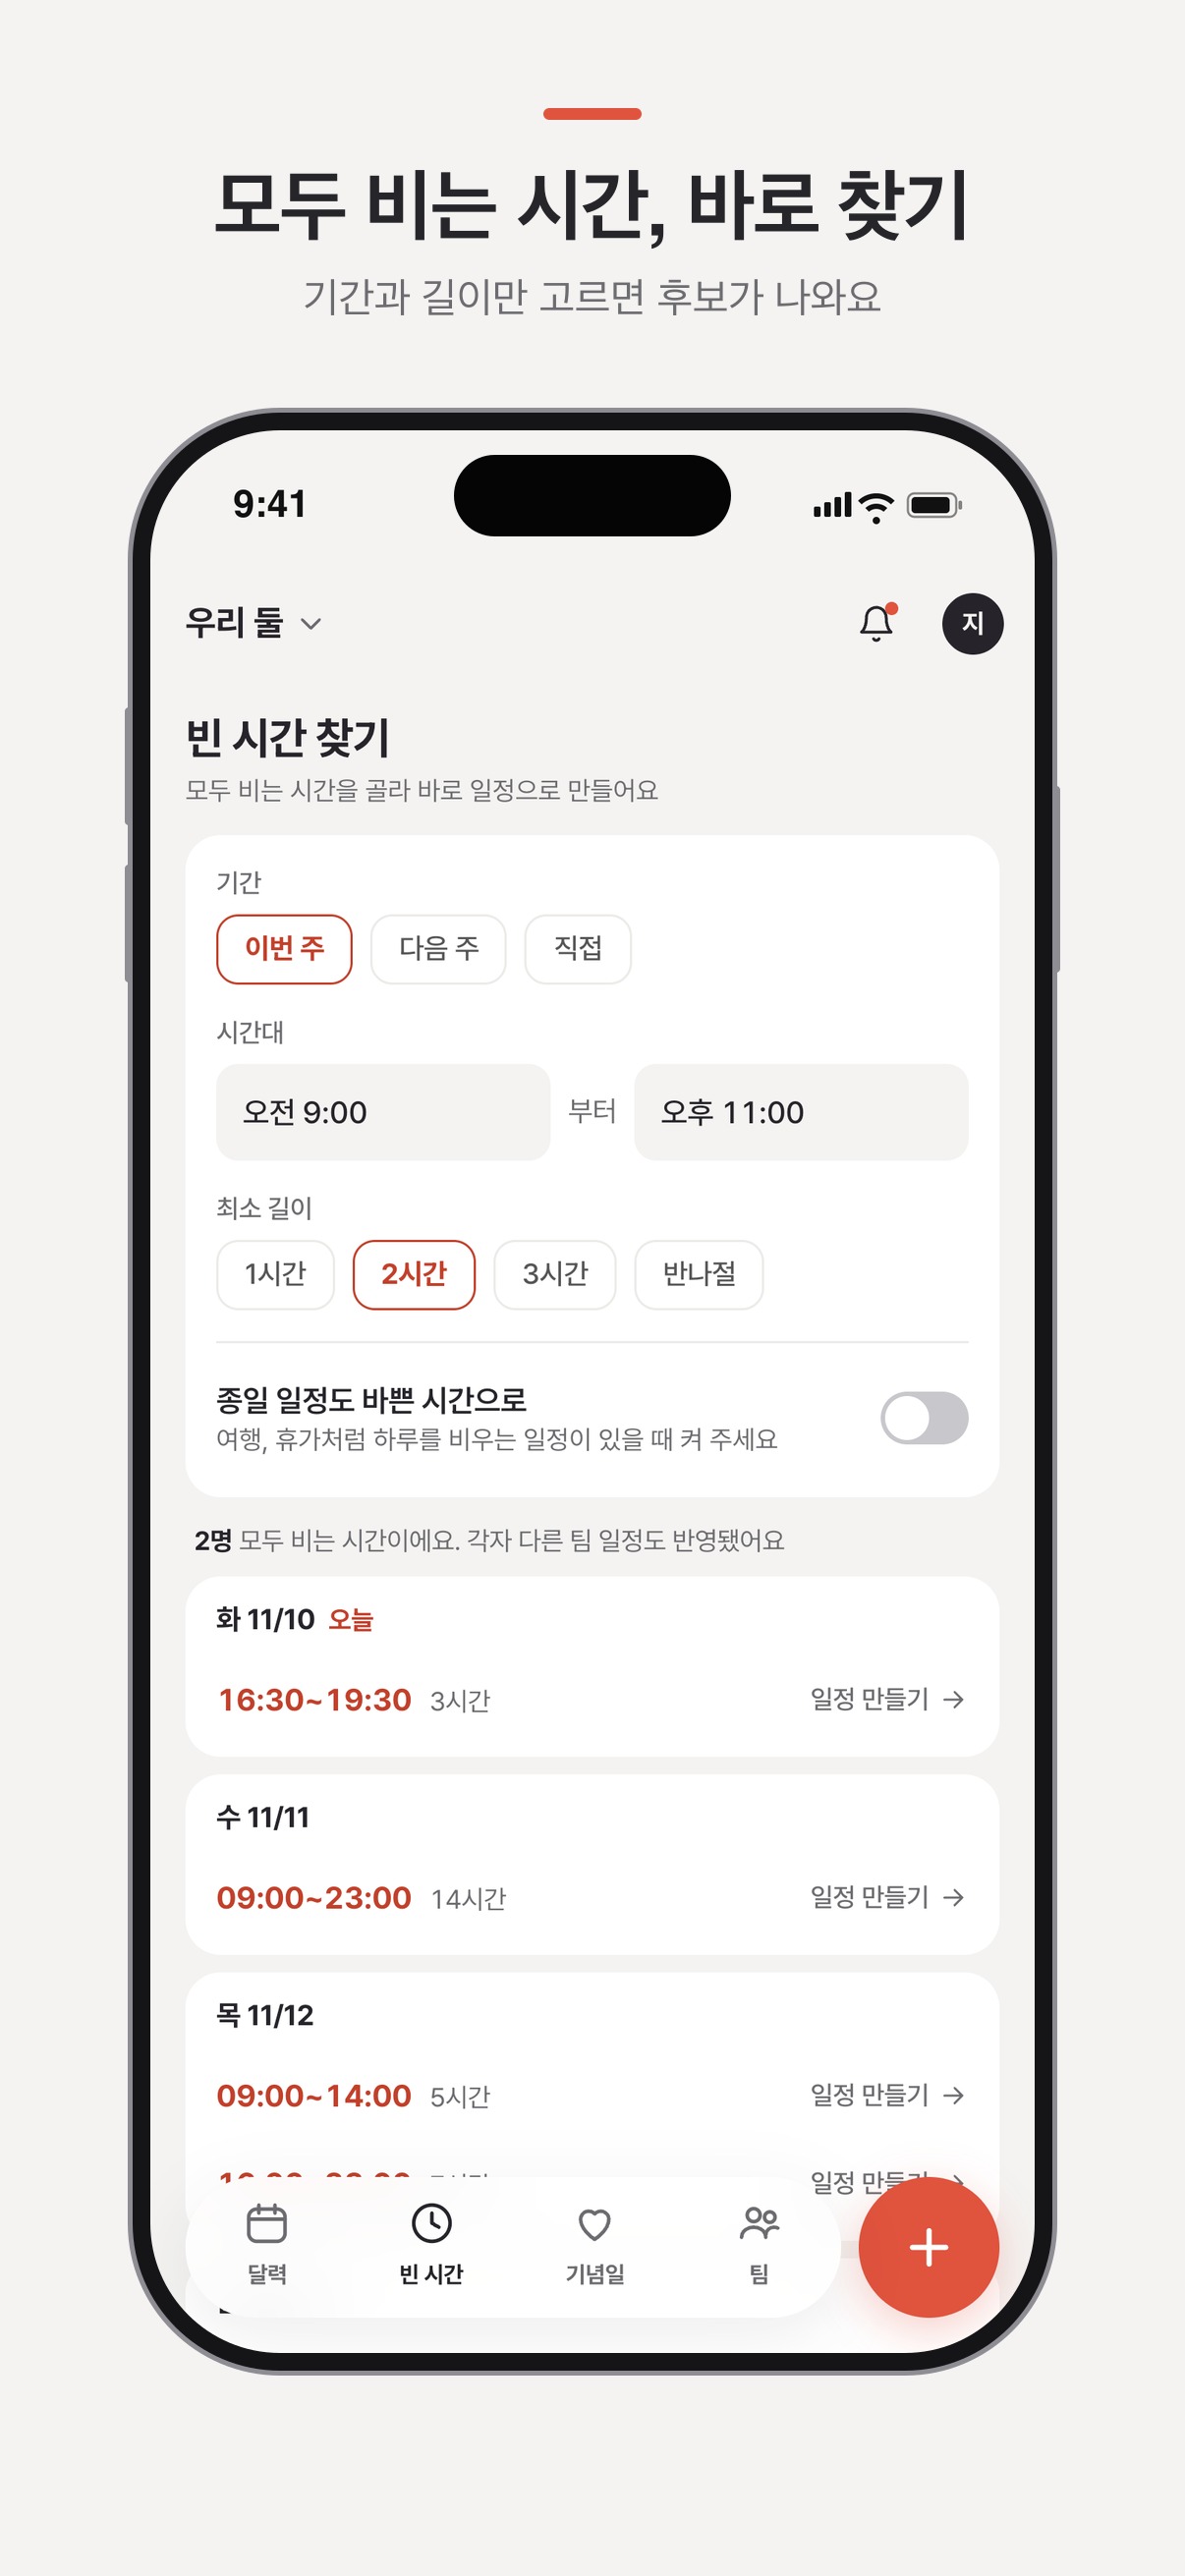 모두 비는 시간, 바로 찾기
기간과 길이만 고르면 후보가 나와요
9:41
우리 둘
지
빈 시간 찾기
모두 비는 시간을 골라 바로 일정으로 만들어요
기간
이번 주 다음 주 직접
시간대
오전 9:00 부터 오후 11:00
최소 길이
1시간 2시간 3시간 반나절
종일 일정도 바쁜 시간으로
여행, 휴가처럼 하루를 비우는 일정이 있을 때 켜 주세요
2명 모두 비는 시간이에요. 각자 다른 팀 일정도 반영됐어요
화 11/10 오늘
16:30~19:30 3시간 일정 만들기 →
수 11/11
09:00~23:00 14시간 일정 만들기 →
목 11/12
09:00~14:00 5시간 일정 만들기 →
일정 만들기
달력 빈 시간 기념일 팀